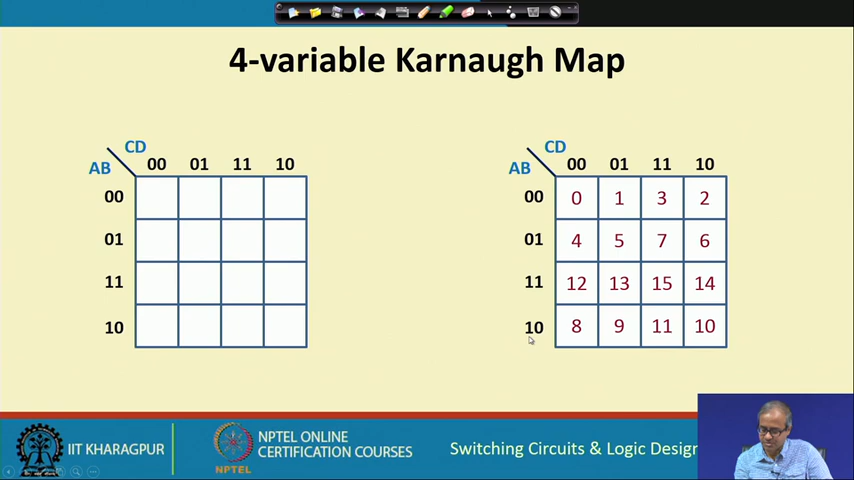 4-variable Karnaugh Map
CD
AB
00 01 11 10
00
01
11
10
CD
AB
00 01 11 10
00 0 1 3 2
01 4 5 7 6
11 12 13 15 14
10 8 9 11 10
IIT KHARAGPUR
NPTEL
NPTEL ONLINE
CERTIFICATION COURSES
Switching Circuits & Logic Design